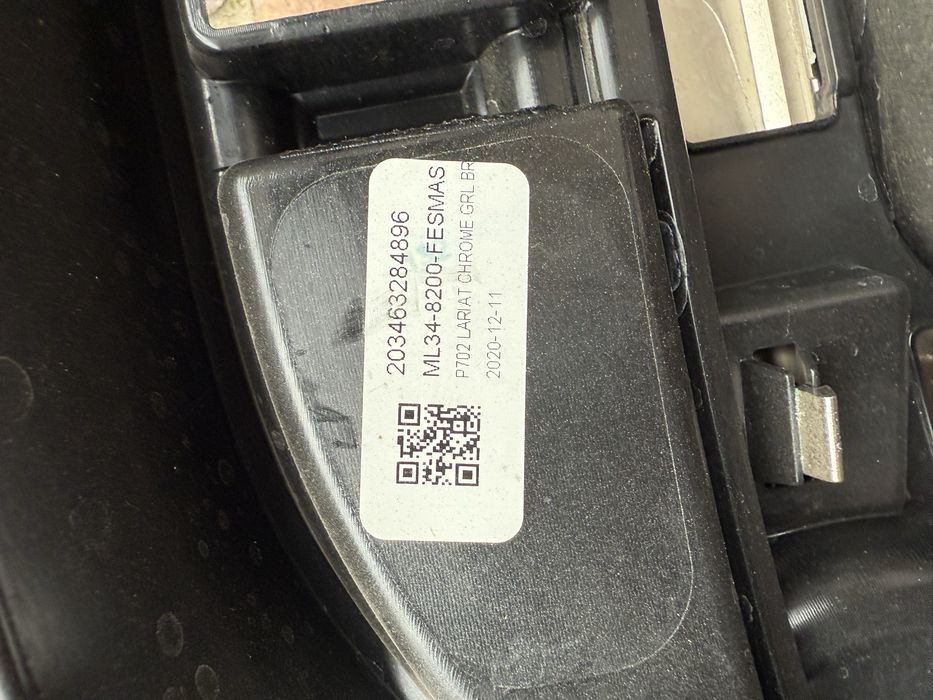 203463284896
ML34-8200-FESMAS
P702 LARIAT CHROME GRL BR
2020-12-11